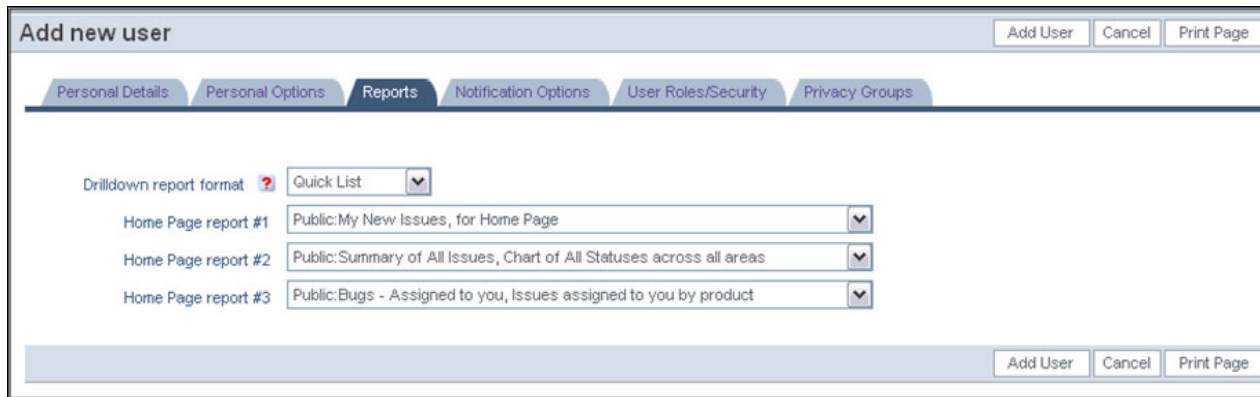 Add new user
Add User Cancel Print Page
Personal Details Personal Options Reports Notification Options User Roles/Security Privacy Groups
Drilldown report format ? Quick List
Home Page report #1 Public:My New Issues, for Home Page
Home Page report #2 Public:Summary of All Issues, Chart of All Statuses across all areas
Home Page report #3 Public:Bugs - Assigned to you, Issues assigned to you by product
Add User Cancel Print Page